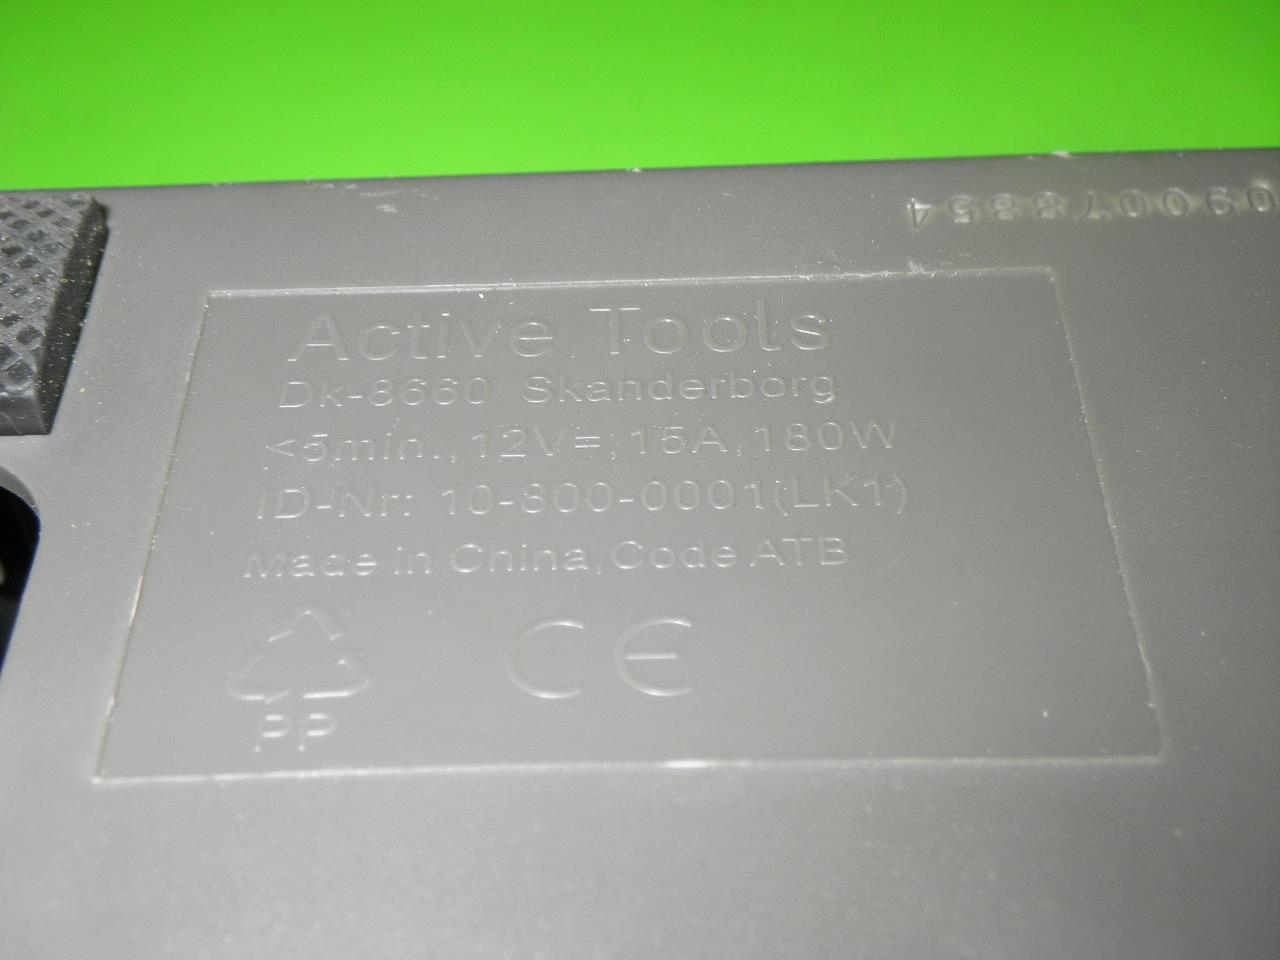 Active Tools
Dk-8660 Skanderborg
<5min.,12V=;15A,180W
ID-Nr: 10-800-0001(LK1)
Made in China,Code ATB
CE
PP